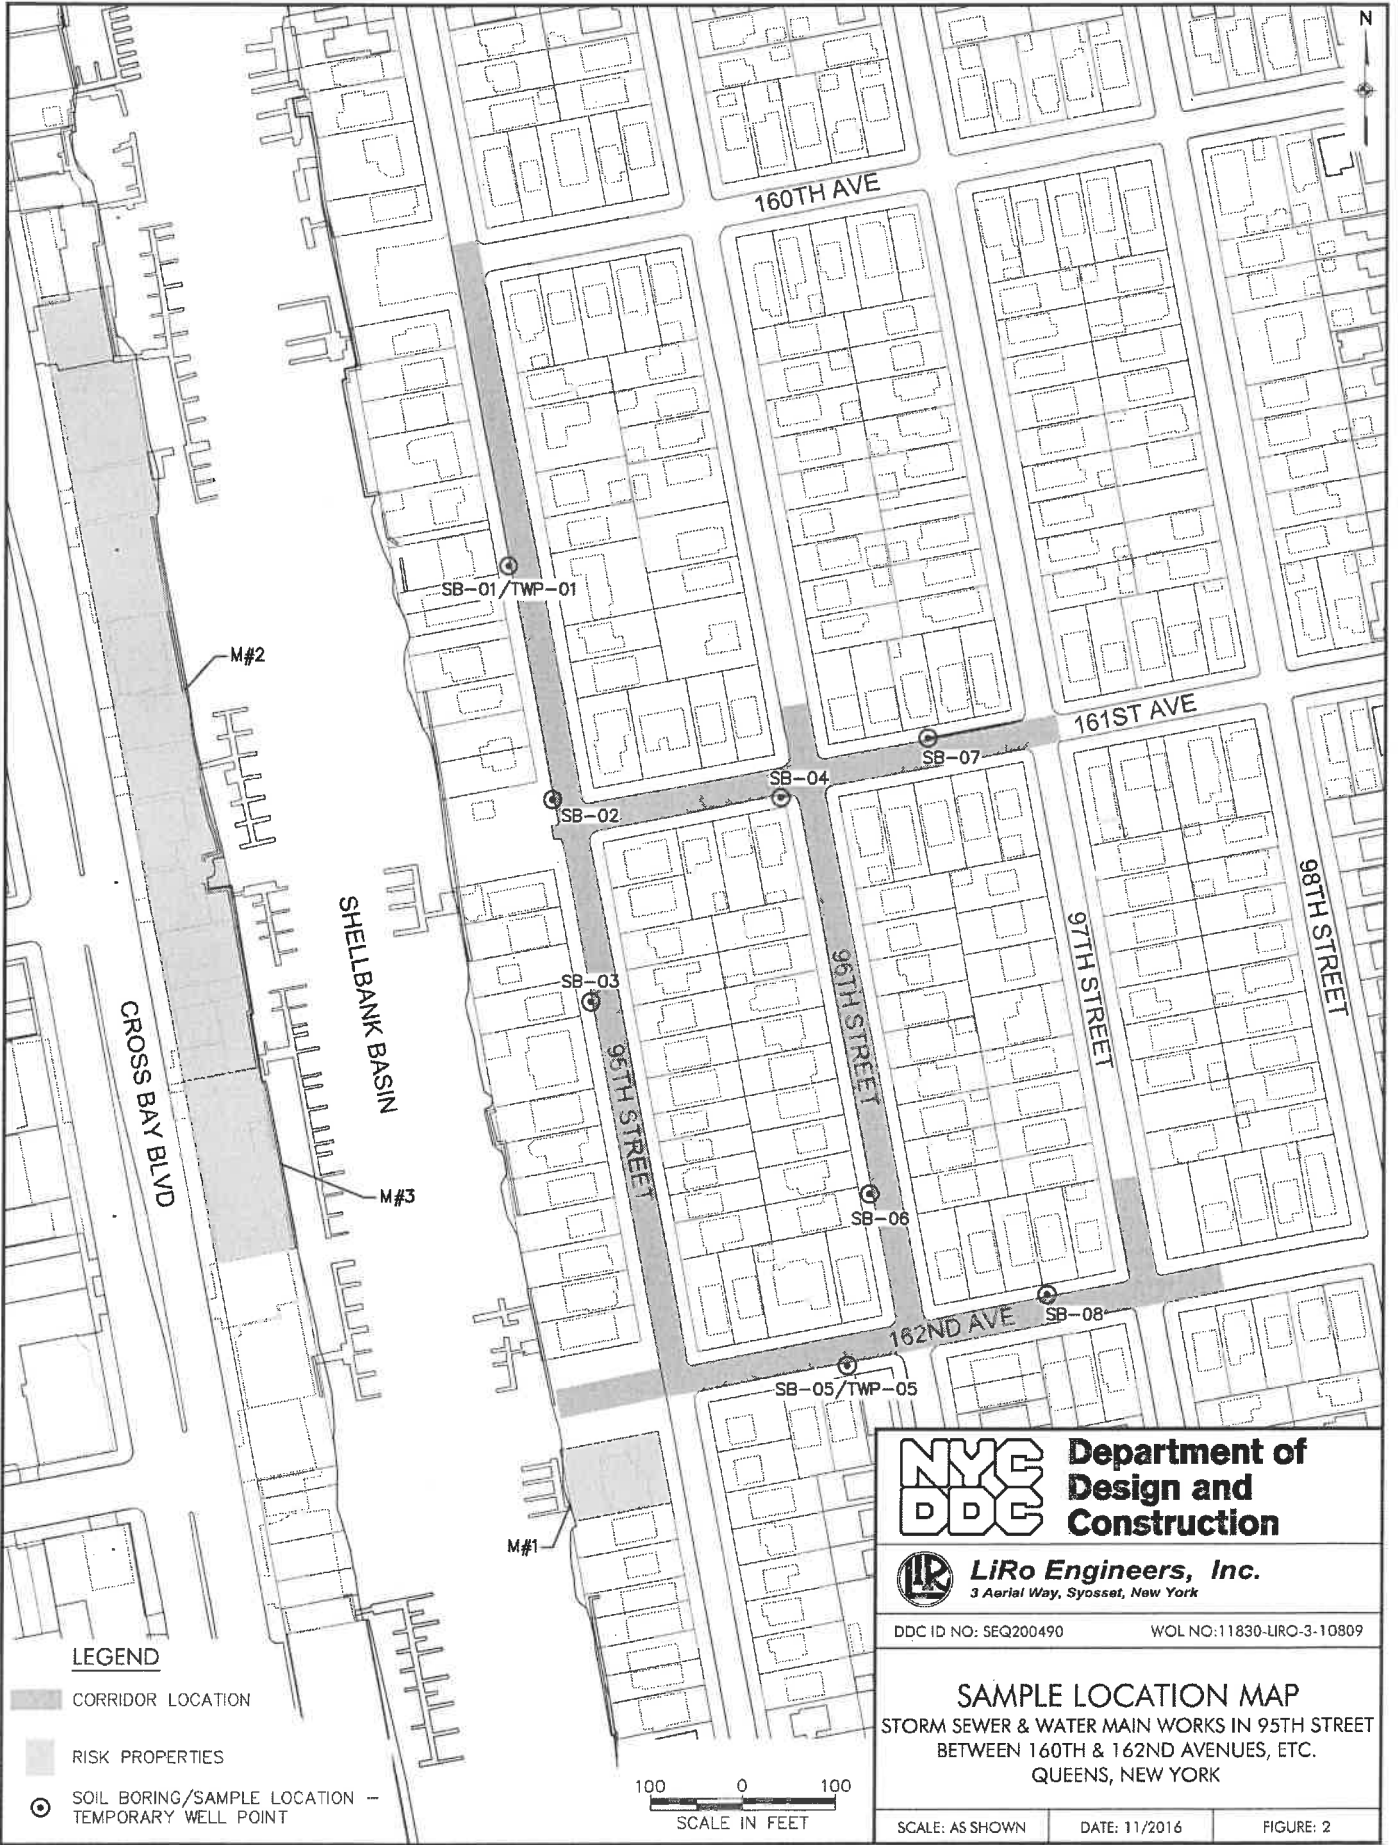 N
160TH AVE
SB-01/TWP-01
M#2
161ST AVE
SB-07
SB-04
SB-02
98TH STREET
SHELLBANK BASIN
97TH STREET
96TH STREET
SB-03
CROSS BAY BLVD
95TH STREET
M#3
SB-06
SB-08
162ND AVE
SB-05/TWP-05
M#1
NYC
DDC
Department of
Design and
Construction
LiRo
LiRo Engineers, Inc.
3 Aerial Way, Syosset, New York
DDC ID NO: SEQ200490 WOL NO:11830-LIRO-3-10809
LEGEND
CORRIDOR LOCATION
RISK PROPERTIES
SOIL BORING/SAMPLE LOCATION -
TEMPORARY WELL POINT
100 0 100
SCALE IN FEET
SAMPLE LOCATION MAP
STORM SEWER & WATER MAIN WORKS IN 95TH STREET
BETWEEN 160TH & 162ND AVENUES, ETC.
QUEENS, NEW YORK
SCALE: AS SHOWN DATE: 11/2016 FIGURE: 2